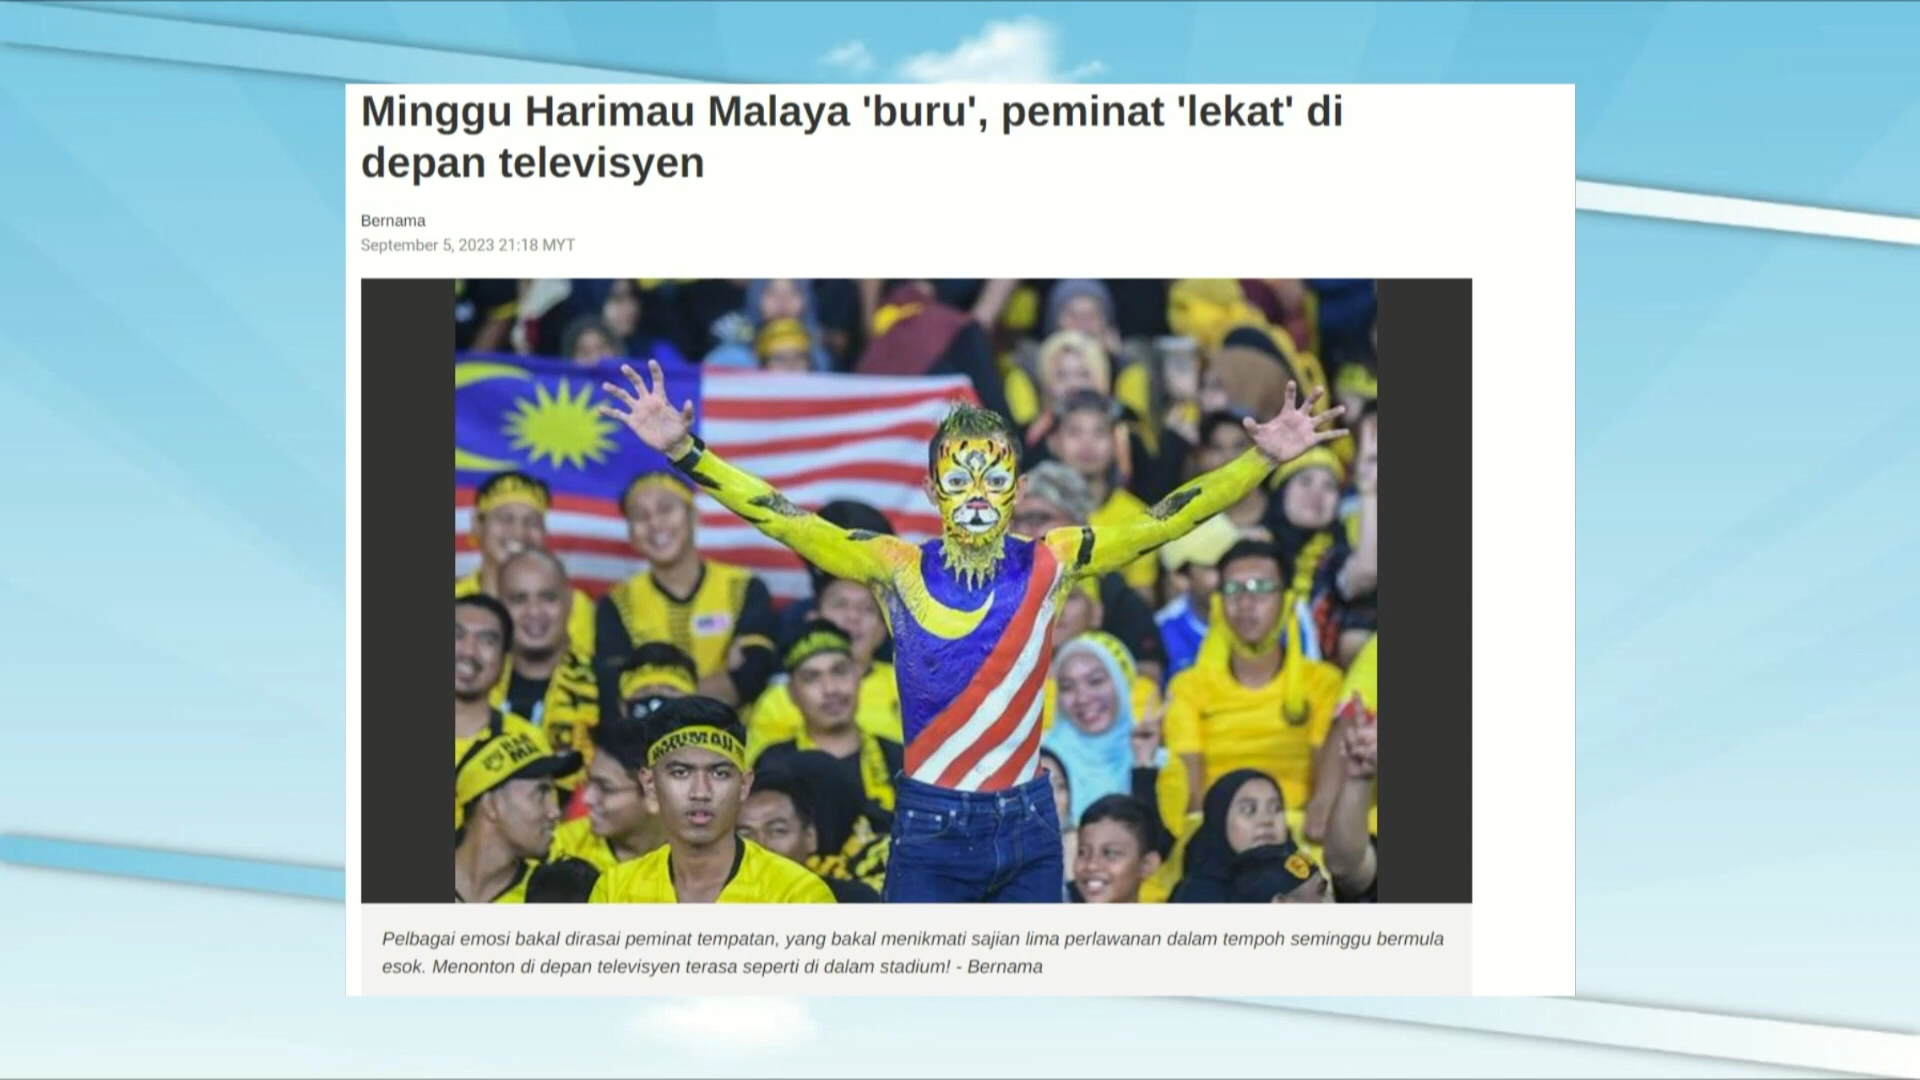 Minggu Harimau Malaya 'buru', peminat 'lekat' di
depan televisyen
Bernama
September 5, 2023 21:18 MYT
Pelbagai emosi bakal dirasai peminat tempatan, yang bakal menikmati sajian lima perlawanan dalam tempoh seminggu bermula
esok. Menonton di depan televisyen terasa seperti di dalam stadium! - Bernama